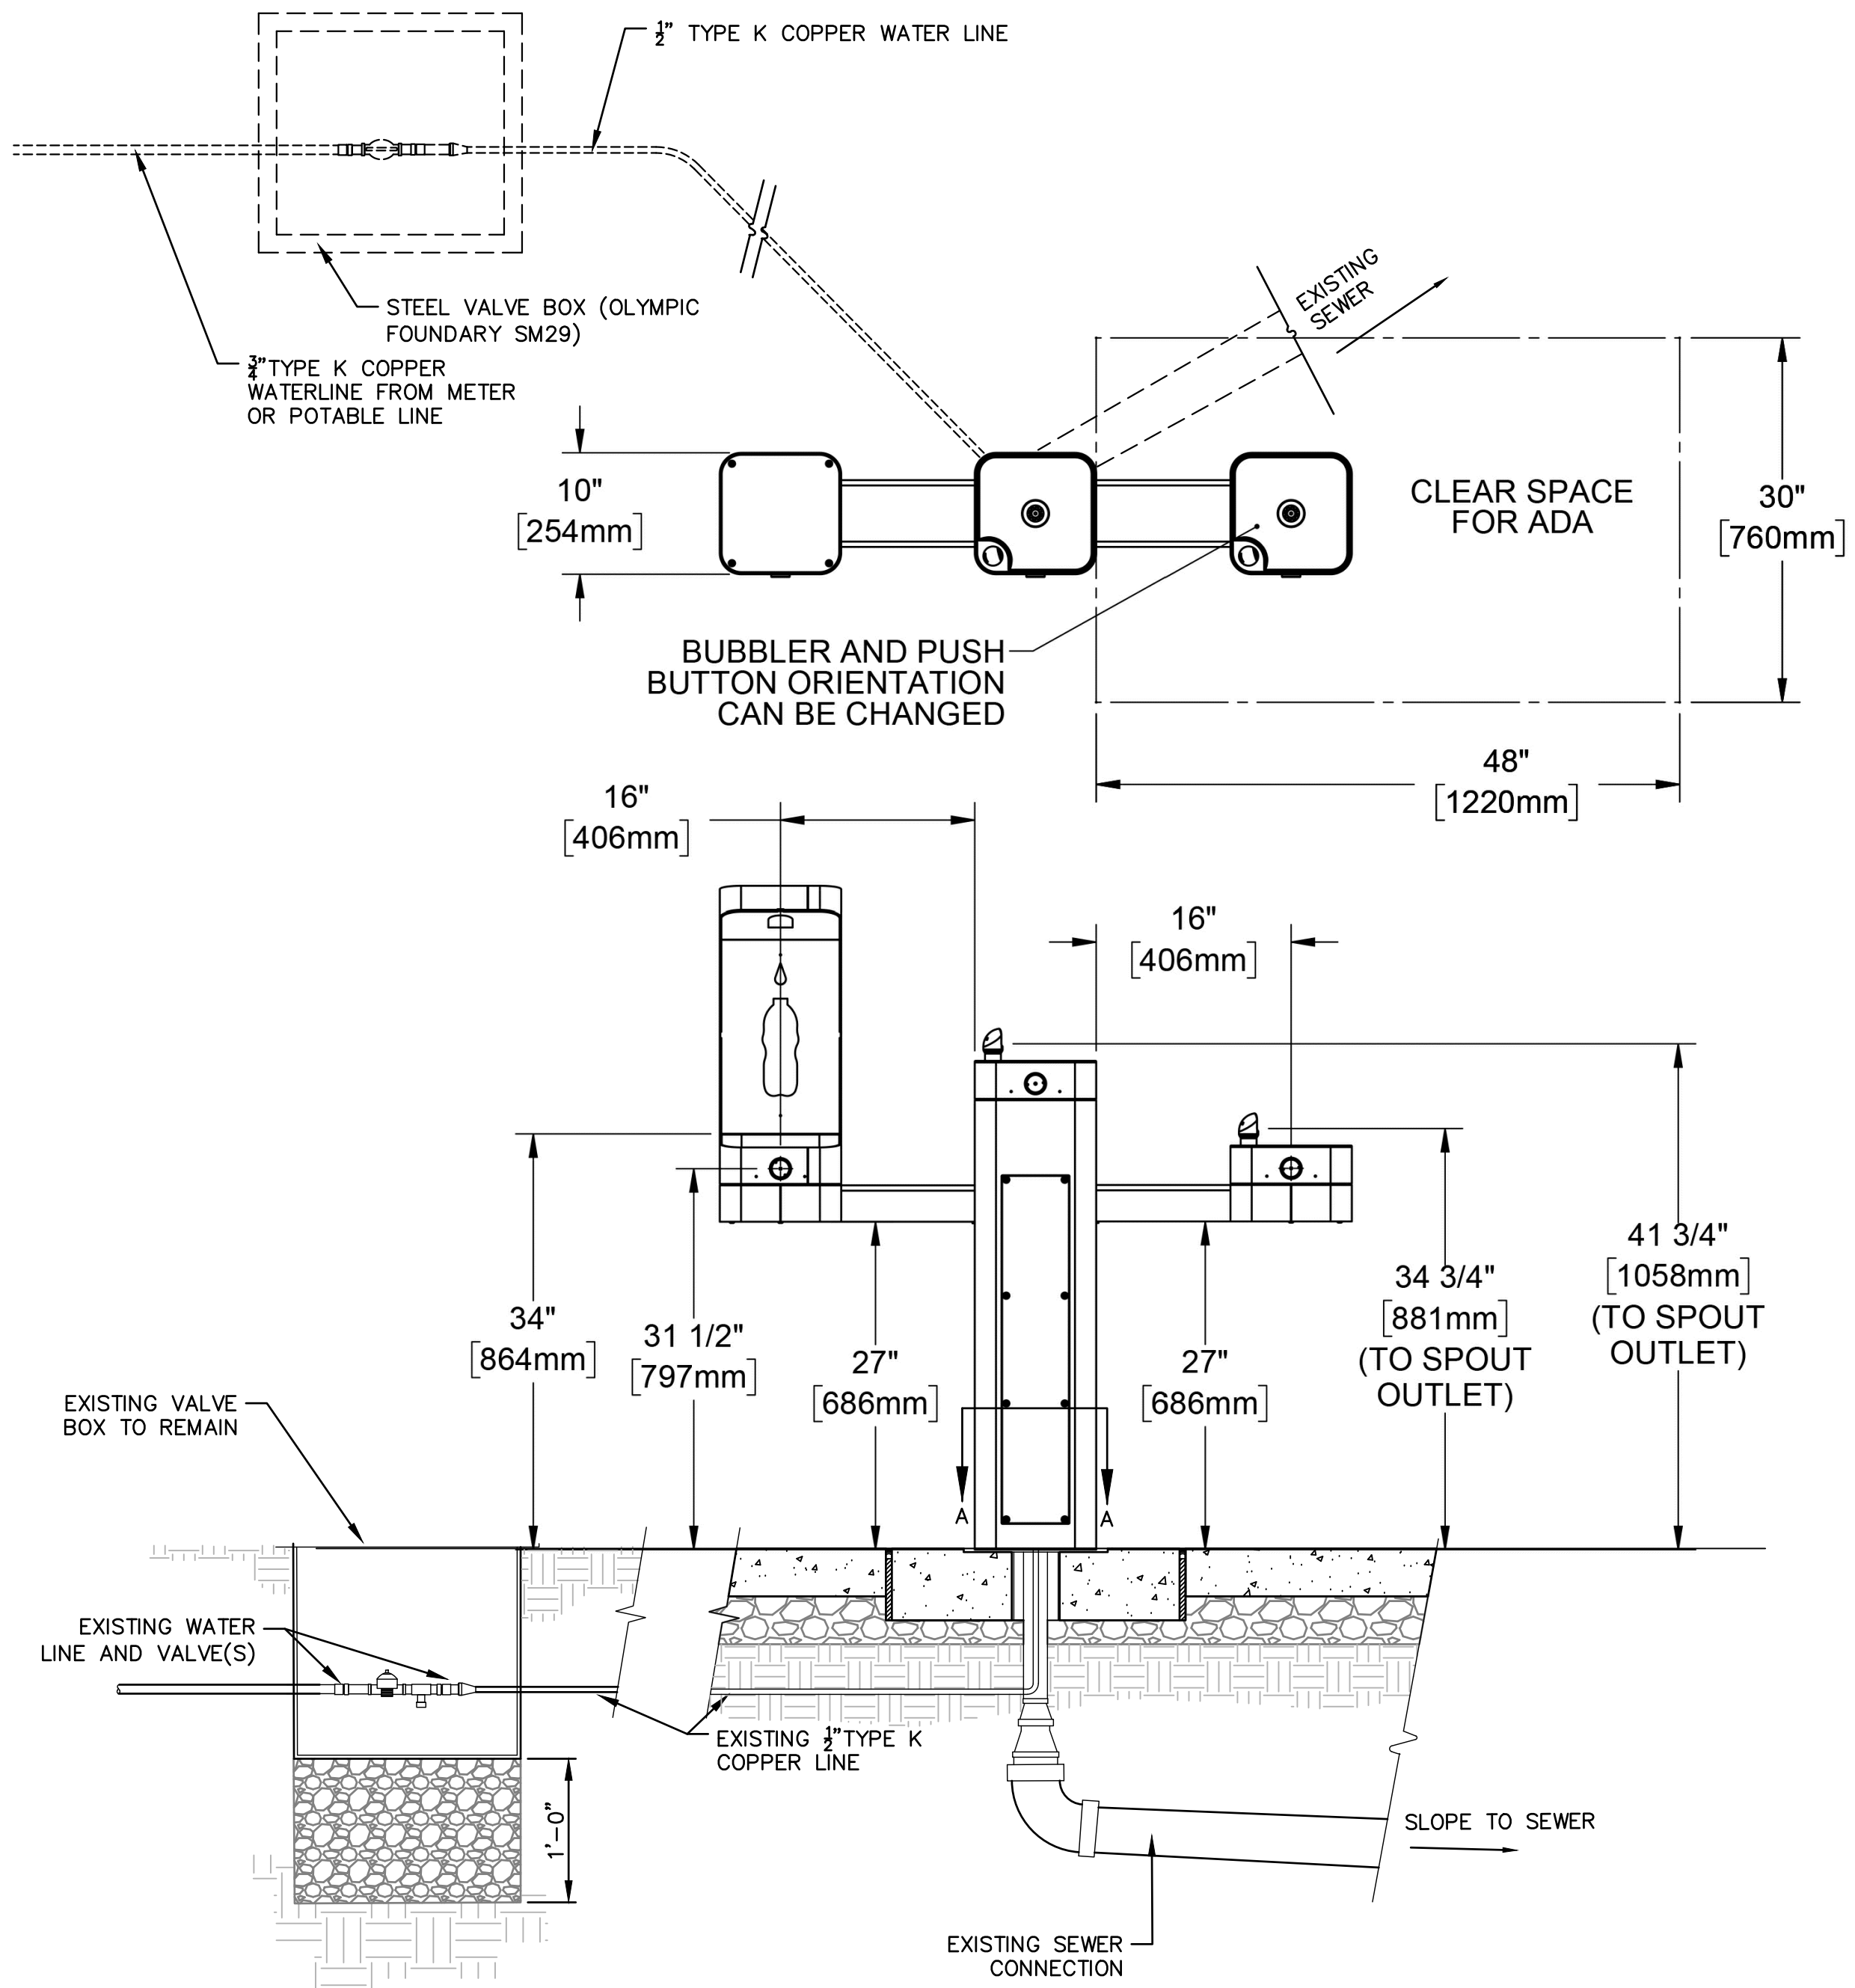 ½" TYPE K COPPER WATER LINE
STEEL VALVE BOX (OLYMPIC
FOUNDARY SM29)
¾" TYPE K COPPER
WATERLINE FROM METER
OR POTABLE LINE
EXISTING
SEWER
10"
[254mm]
CLEAR SPACE
FOR ADA
30"
[760mm]
BUBBLER AND PUSH
BUTTON ORIENTATION
CAN BE CHANGED
48"
[1220mm]
16"
[406mm]
16"
[406mm]
41 3/4"
[1058mm]
(TO SPOUT
OUTLET)
34 3/4"
[881mm]
(TO SPOUT
OUTLET)
34"
[864mm]
31 1/2"
[797mm]
27"
[686mm]
27"
[686mm]
A
A
EXISTING VALVE
BOX TO REMAIN
EXISTING WATER
LINE AND VALVE(S)
EXISTING ½" TYPE K
COPPER LINE
1'-0"
SLOPE TO SEWER
EXISTING SEWER
CONNECTION